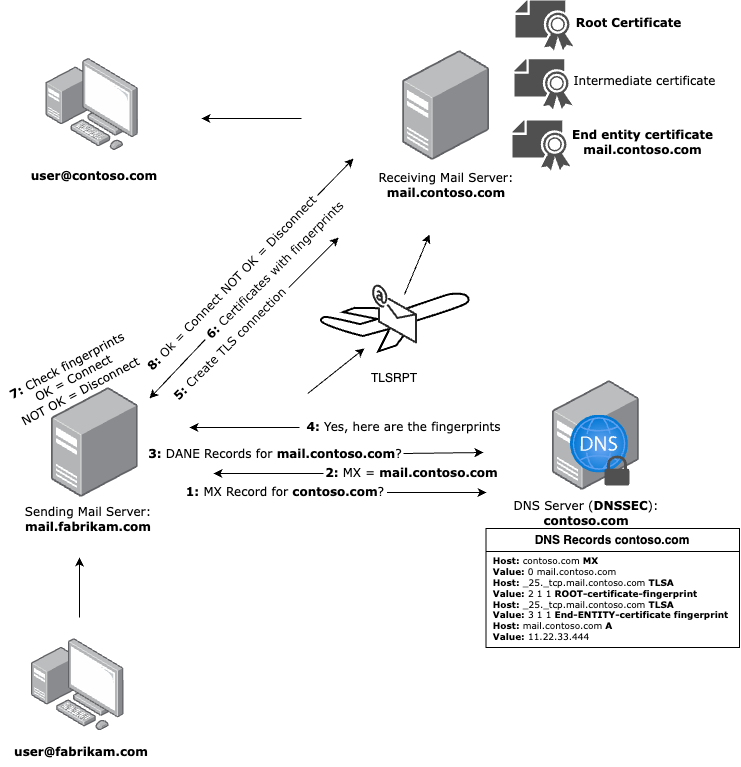 Root Certificate
Intermediate certificate
End entity certificate
mail.contoso.com
user@contoso.com
Receiving Mail Server:
mail.contoso.com
8: Ok = Connect NOT OK = Disconnect
6: Certificates with fingerprints
5: Create TLS connection
@
TLSRPT
7: Check fingerprints
OK = Connect
NOT OK = Disconnect
4: Yes, here are the fingerprints
3: DANE Records for mail.contoso.com?
2: MX = mail.contoso.com
1: MX Record for contoso.com?
DNS
Sending Mail Server:
mail.fabrikam.com
DNS Server (DNSSEC):
contoso.com
DNS Records contoso.com
Host: contoso.com MX
Value: 0 mail.contoso.com
Host: _25._tcp.mail.contoso.com TLSA
Value: 2 1 1 ROOT-certificate-fingerprint
Host: _25._tcp.mail.contoso.com TLSA
Value: 3 1 1 End-ENTITY-certificate fingerprint
Host: mail.contoso.com A
Value: 11.22.33.444
user@fabrikam.com